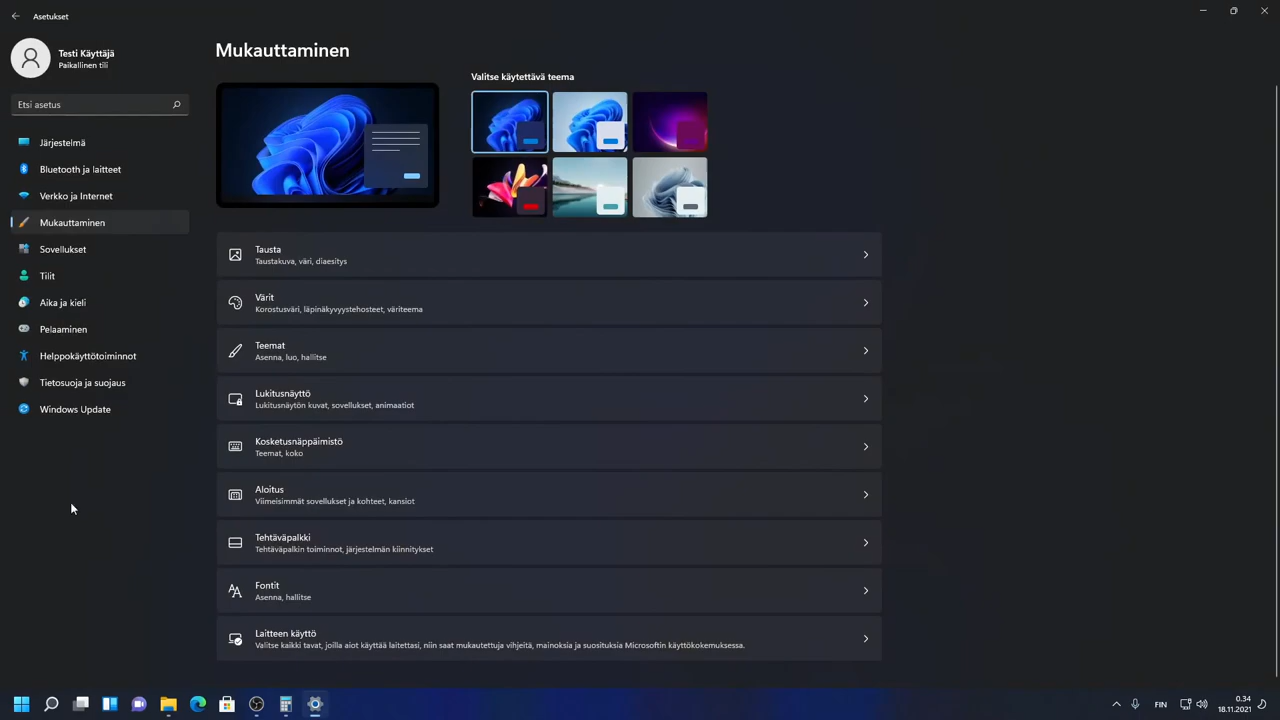 Asetukset
Testi Käyttäjä
Paikallinen tili
Etsi asetus
Järjestelmä
Bluetooth ja laitteet
Verkko ja Internet
Mukauttaminen
Sovellukset
Tilit
Aika ja kieli
Pelaaminen
Helppokäyttötoiminnot
Tietosuoja ja suojaus
Windows Update
Mukauttaminen
Valitse käytettävä teema
Tausta
Taustakuva, väri, diaesitys
Värit
Korostusväri, läpinäkyvyystehosteet, väriteema
Teemat
Asenna, luo, hallitse
Lukitusnäyttö
Lukitusnäytön kuvat, sovellukset, animaatiot
Kosketusnäppäimistö
Teemat, koko
Aloitus
Viimeisimmät sovellukset ja kohteet, kansiot
Tehtäväpalkki
Tehtäväpalkin toiminnot, järjestelmän kiinnitykset
Fontit
Asenna, hallitse
Laitteen käyttö
Valitse kaikki tavat, joilla aiot käyttää laitettasi, niin saat mukautettuja vihjeitä, mainoksia ja suosituksia Microsoftin käyttökokemuksessa.
FIN
0.34
18.11.2021